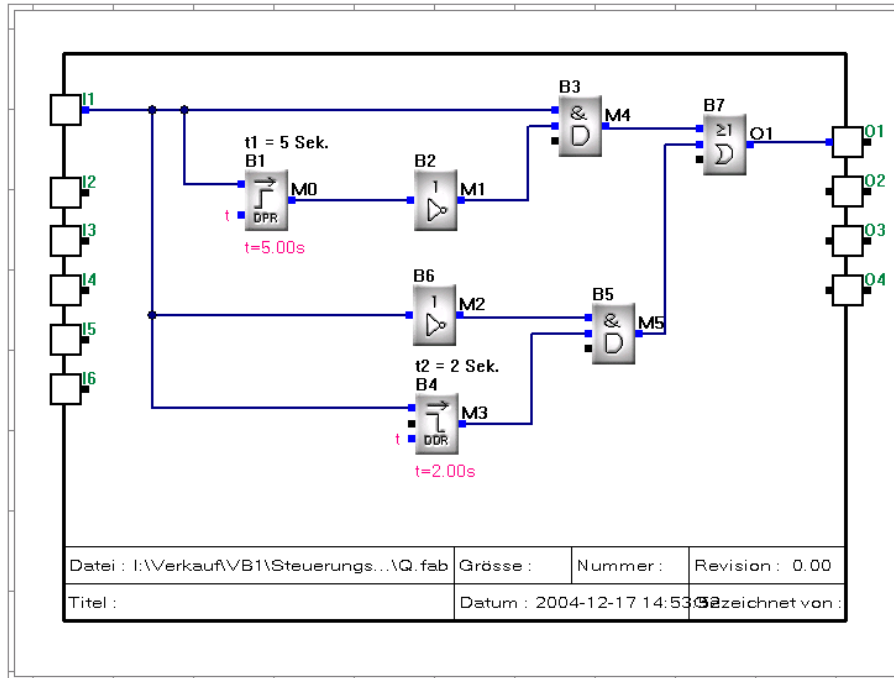 B3
I1
&
M4
B7
≥1
O1
O1
t1 = 5 Sek.
B1
B2
I2
M0
1
M1
O2
DPR
t
I3
O3
t=5.00s
I4
B6
O4
1
M2
B5
&
M5
I5
t2 = 2 Sek.
I6
B4
M3
DDR
t
t=2.00s
Datei : I:\Verkauf\VB1\Steuerungs...\Q.fab
Grösse :
Nummer :
Revision : 0.00
Titel :
Datum : 2004-12-17 14:53:52
Gezeichnet von :